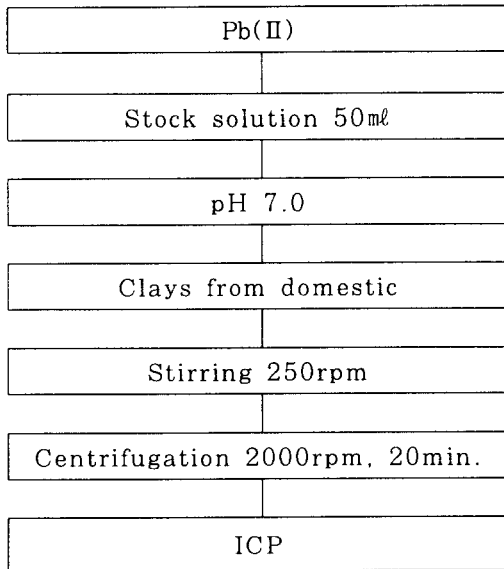 Pb(Ⅱ)
Stock solution 50㎖
pH 7.0
Clays from domestic
Stirring 250rpm
Centrifugation 2000rpm, 20min.
ICP